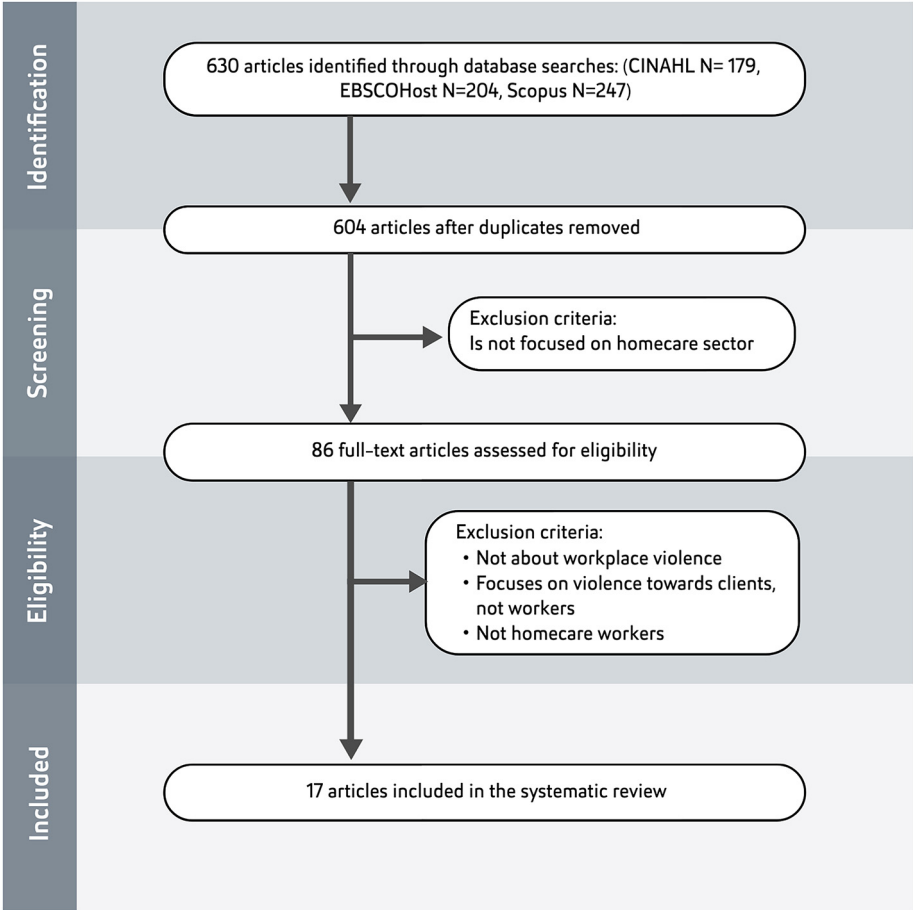 Identification
630 articles identified through database searches: (CINAHL N= 179,
EBSCOHost N=204, Scopus N=247)
604 articles after duplicates removed
Screening
Exclusion criteria:
Is not focused on homecare sector
86 full-text articles assessed for eligibility
Eligibility
Exclusion criteria:
• Not about workplace violence
• Focuses on violence towards clients,
not workers
• Not homecare workers
Included
17 articles included in the systematic review